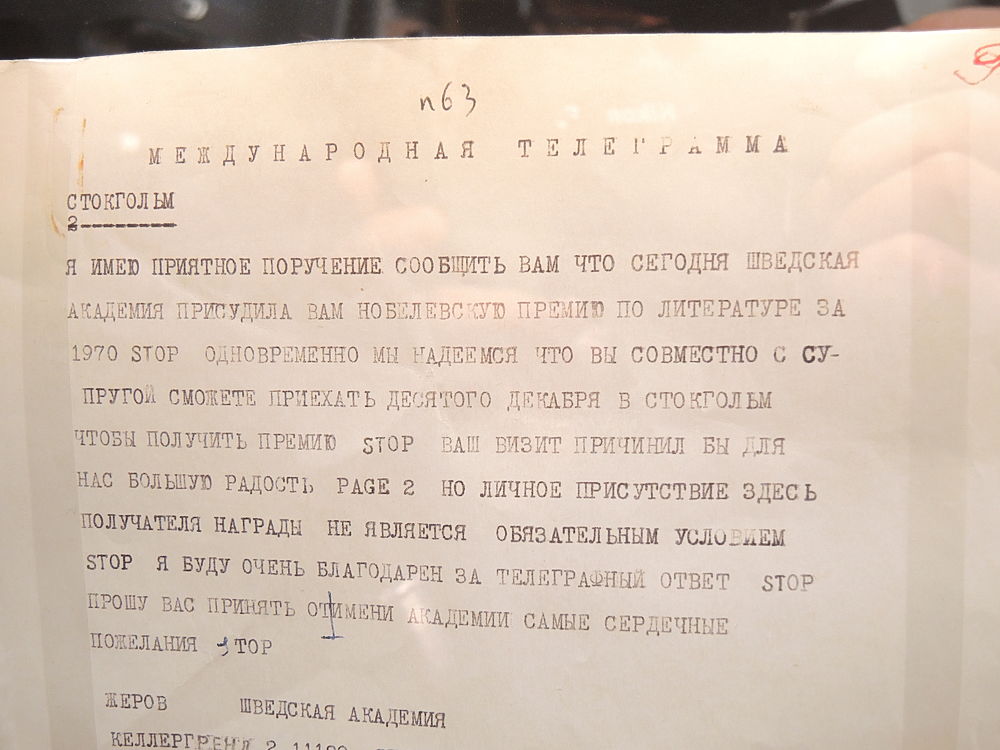 п63
МЕЖДУНАРОДНАЯ ТЕЛЕГРАММА
СТОКГОЛЬМ
2----------
Я ИМЕЮ ПРИЯТНОЕ ПОРУЧЕНИЕ СООБЩИТЬ ВАМ ЧТО СЕГОДНЯ ШВЕДСКАЯ
АКАДЕМИЯ ПРИСУДИЛА ВАМ НОБЕЛЕВСКУЮ ПРЕМИЮ ПО ЛИТЕРАТУРЕ ЗА
1970 STOP ОДНОВРЕМЕННО МЫ НАДЕЕМСЯ ЧТО ВЫ СОВМЕСТНО С СУ-
ПРУГОЙ СМОЖЕТЕ ПРИЕХАТЬ ДЕСЯТОГО ДЕКАБРЯ В СТОКГОЛЬМ
ЧТОБЫ ПОЛУЧИТЬ ПРЕМИЮ STOP ВАШ ВИЗИТ ПРИЧИНИЛ БЫ ДЛЯ
НАС БОЛЬШУЮ РАДОСТЬ PAGE 2 НО ЛИЧНОЕ ПРИСУТСТВИЕ ЗДЕСЬ
ПОЛУЧАТЕЛЯ НАГРАДЫ НЕ ЯВЛЯЕТСЯ ОБЯЗАТЕЛЬНЫМ УСЛОВИЕМ
STOP Я БУДУ ОЧЕНЬ БЛАГОДАРЕН ЗА ТЕЛЕГРАФНЫЙ ОТВЕТ STOP
ПРОШУ ВАС ПРИНЯТЬ ОТИМЕНИ АКАДЕМИИ САМЫЕ СЕРДЕЧНЫЕ
ПОЖЕЛАНИЯ STOP
ЖЕРОВ ШВЕДСКАЯ АКАДЕМИЯ
КЕЛЛЕРГРЕНД 2